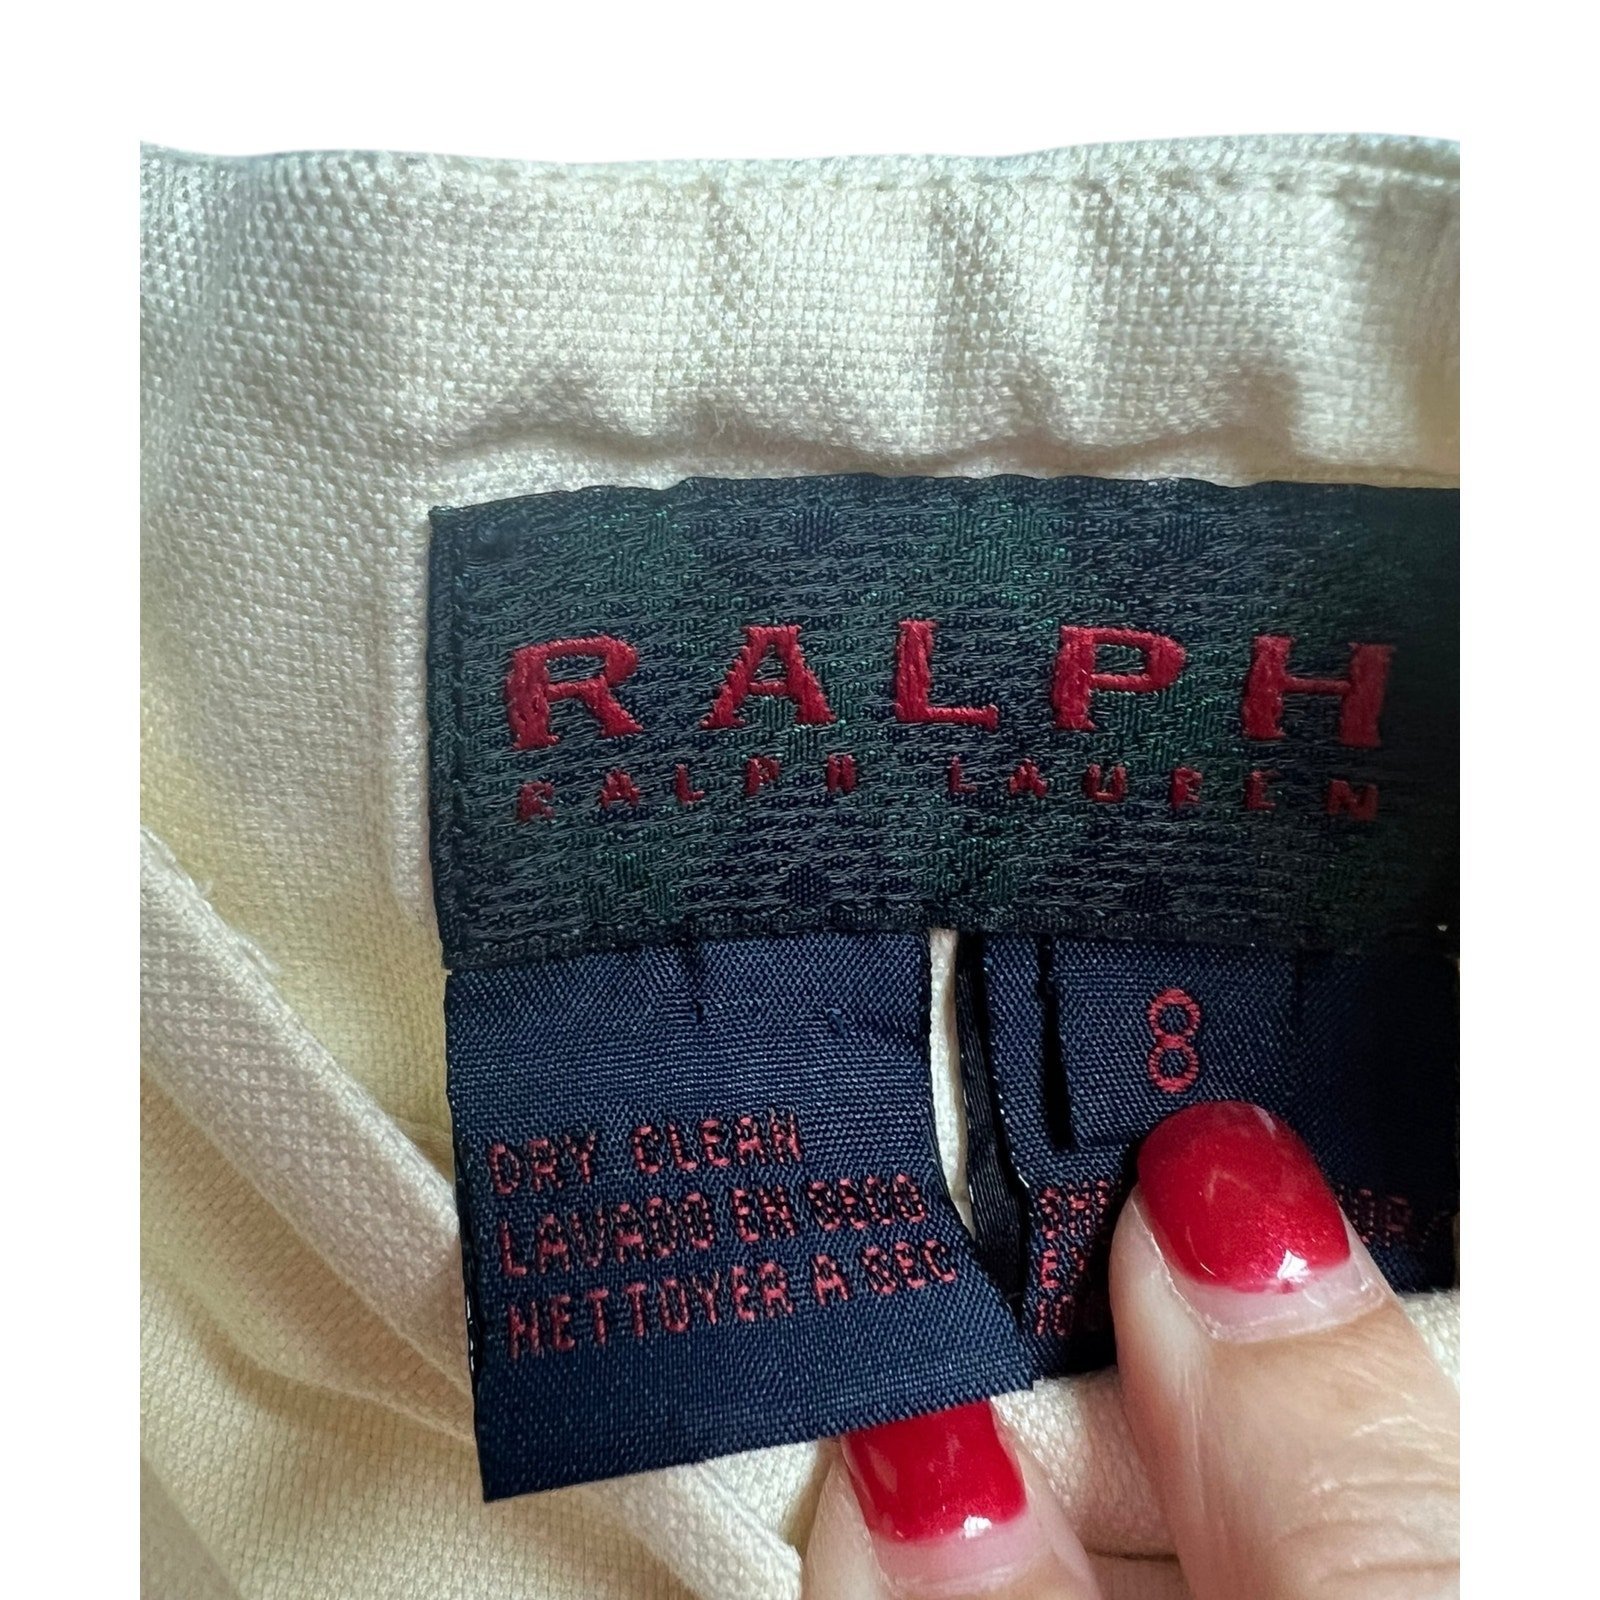 RALPH
RALPH LAUREN
8
DRY CLEAN
LAVADO EN SECO
NETTOYER A SEC